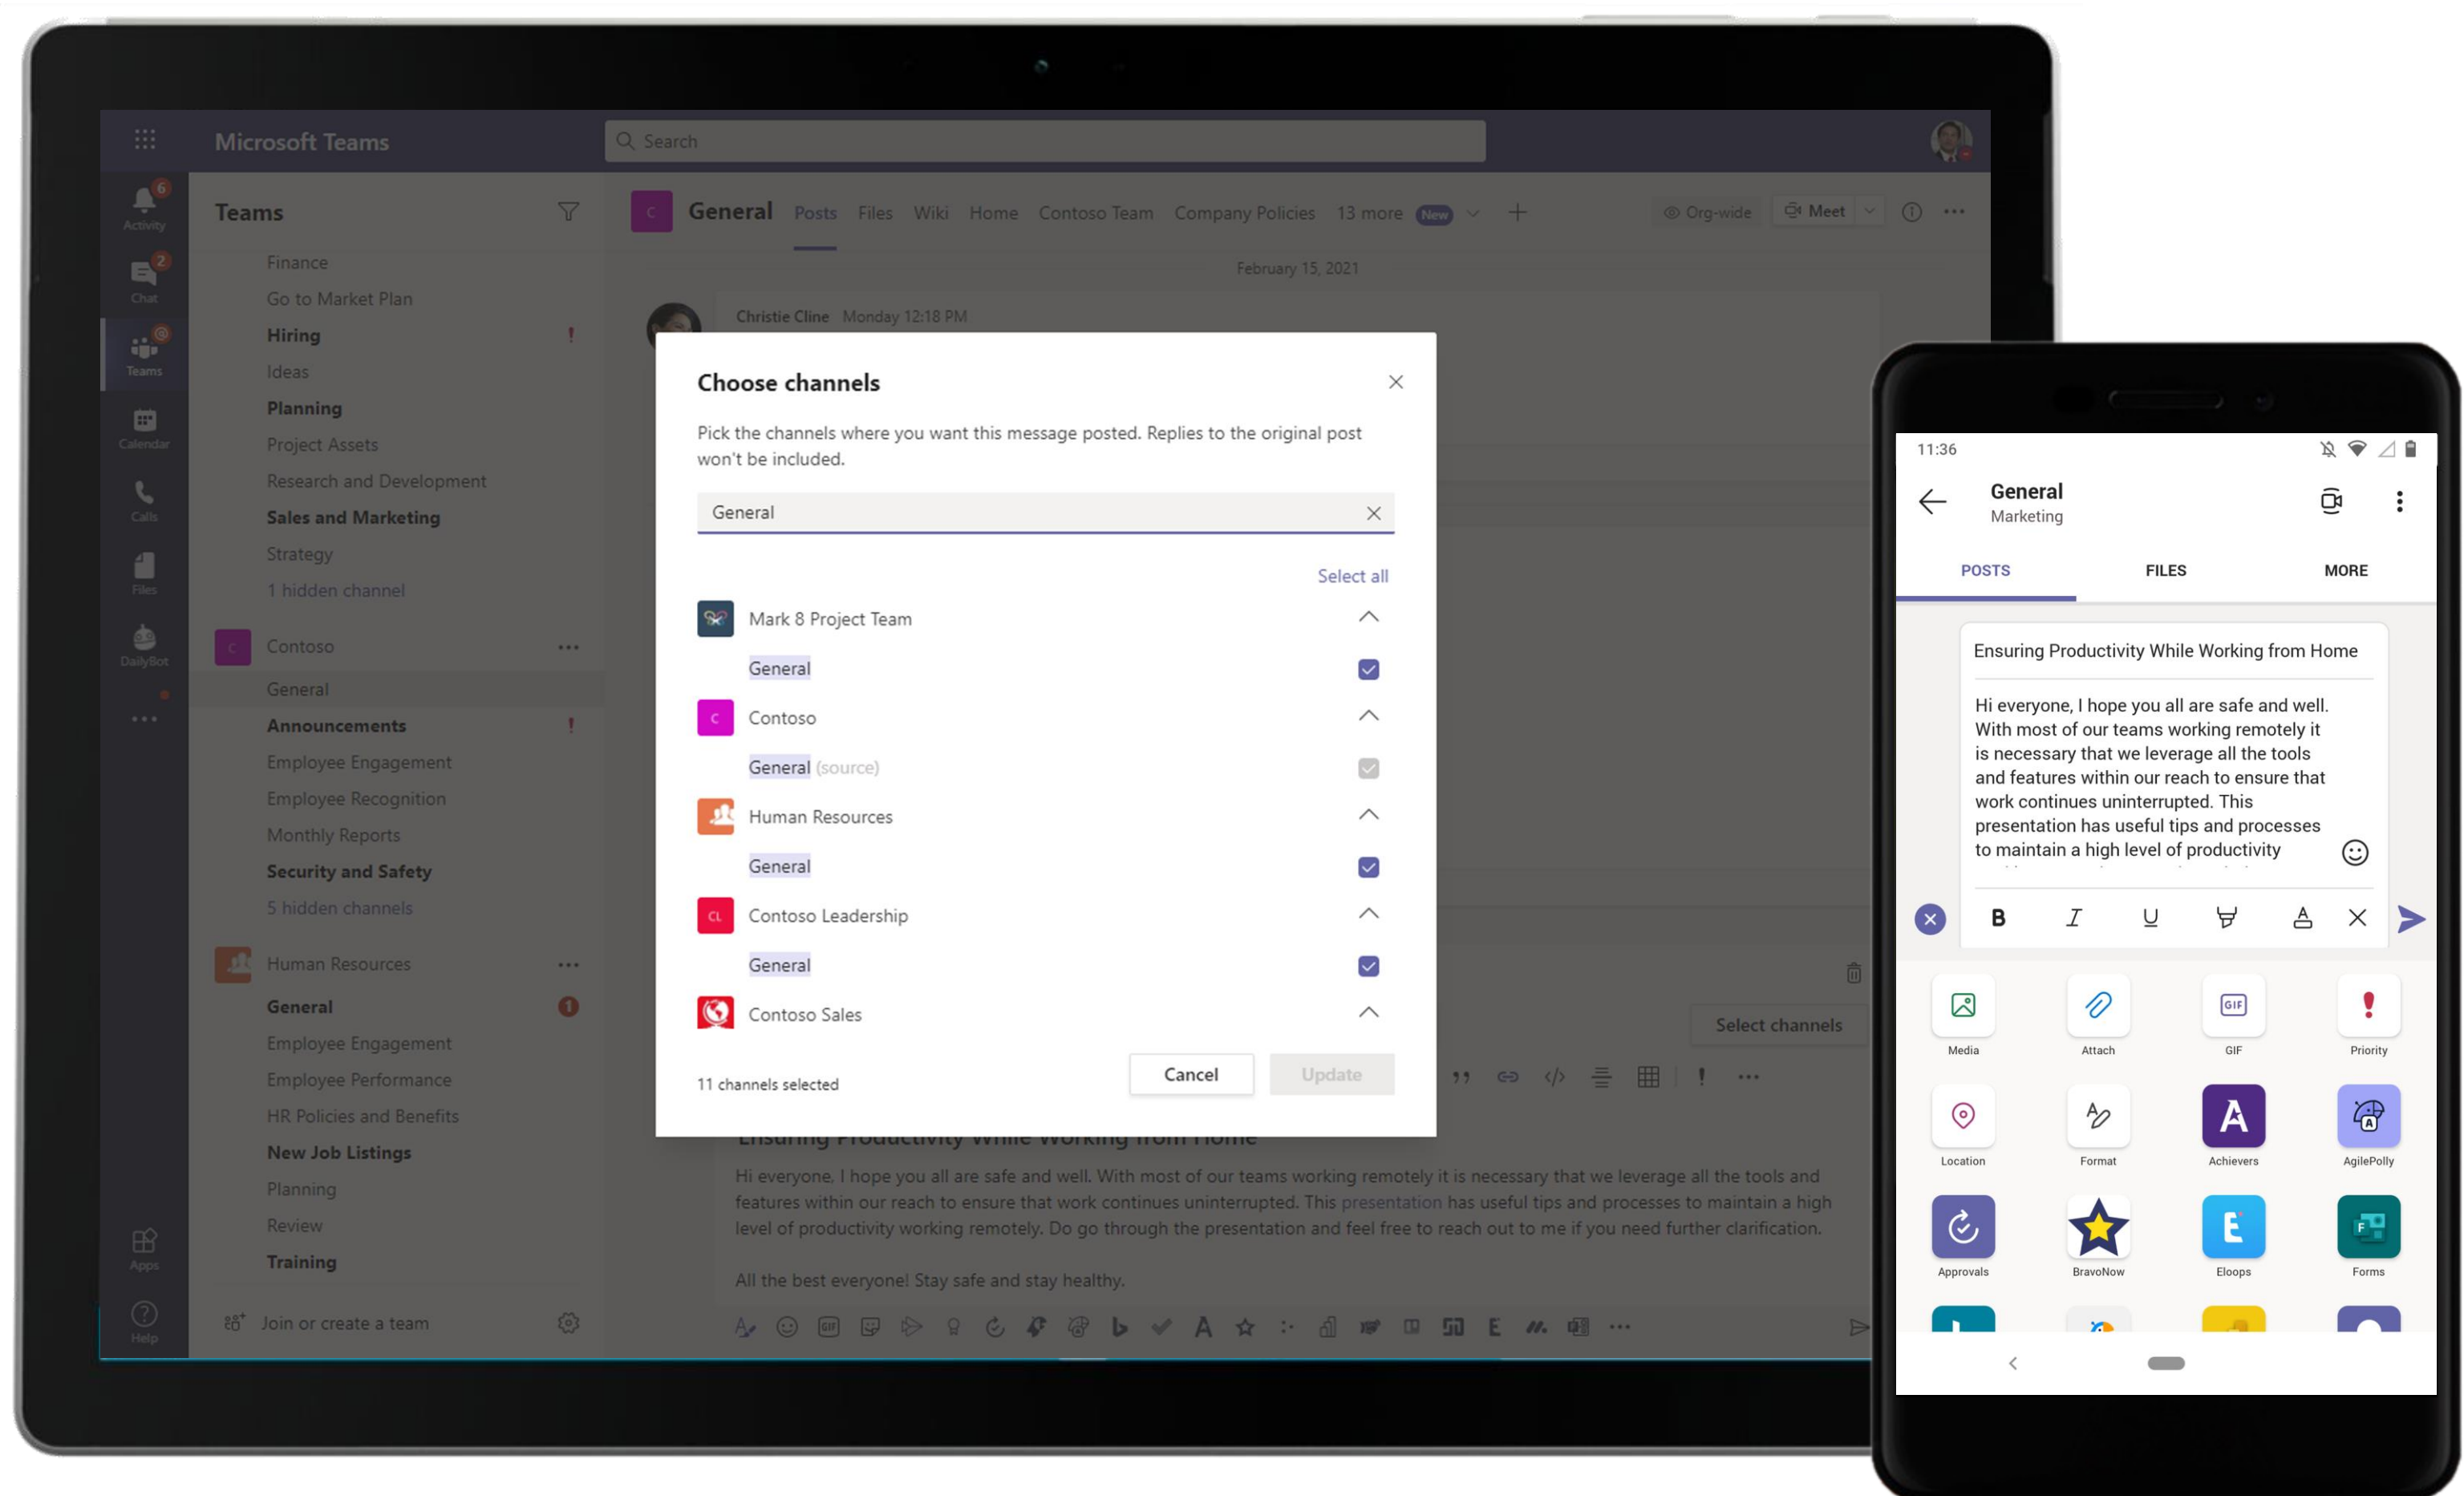 Microsoft Teams
Search
6
Activity
2
Chat
@
Teams
Calendar
Calls
Files
DailyBot
Apps
Help
Teams
Finance
Go to Market Plan
Hiring !
Ideas
Planning
Project Assets
Research and Development
Sales and Marketing
Strategy
1 hidden channel
C Contoso
General
Announcements !
Employee Engagement
Employee Recognition
Monthly Reports
Security and Safety
5 hidden channels
Human Resources
General 1
Employee Engagement
Employee Performance
HR Policies and Benefits
New Job Listings
Planning
Review
Training
Join or create a team
C General Posts Files Wiki Home Contoso Team Company Policies 13 more New Org-wide Meet
February 15, 2021
Christie Cline Monday 12:18 PM
Choose channels
Pick the channels where you want this message posted. Replies to the original post
won't be included.
General
Select all
Mark 8 Project Team
General
C Contoso
General (source)
Human Resources
General
CL Contoso Leadership
General
Contoso Sales
11 channels selected
Cancel Update
Select channels
Ensuring Productivity While Working from Home
Hi everyone, I hope you all are safe and well. With most of our teams working remotely it is necessary that we leverage all the tools and
features within our reach to ensure that work continues uninterrupted. This presentation has useful tips and processes to maintain a high
level of productivity working remotely. Do go through the presentation and feel free to reach out to me if you need further clarification.
All the best everyone! Stay safe and stay healthy.
GIF
11:36
General
Marketing
POSTS FILES MORE
Ensuring Productivity While Working from Home
Hi everyone, I hope you all are safe and well.
With most of our teams working remotely it
is necessary that we leverage all the tools
and features within our reach to ensure that
work continues uninterrupted. This
presentation has useful tips and processes
to maintain a high level of productivity
B I U A
GIF
Media Attach GIF Priority
Location Format Achievers AgilePolly
Approvals BravoNow Eloops Forms